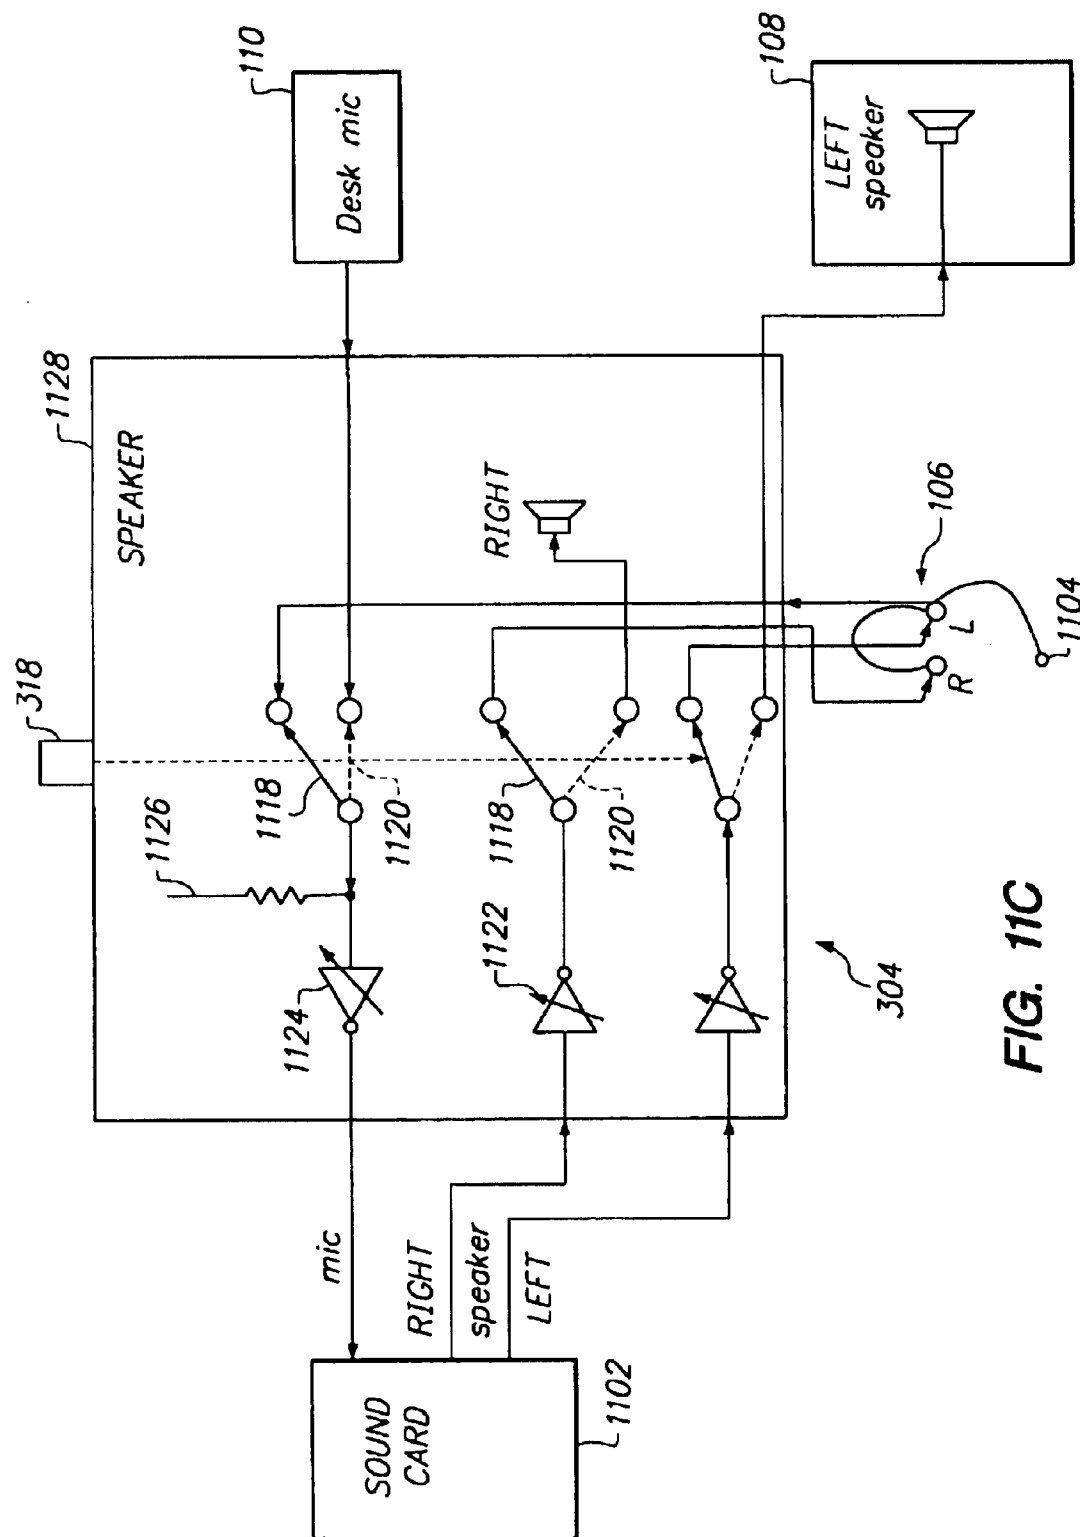 110
Desk mic
108
LEFT
speaker
1128
SPEAKER
318
RIGHT
106
L
R
1104
1118
1120
1118
1120
1126
1124
1122
304
mic
RIGHT
speaker
LEFT
SOUND
CARD
1102
FIG. 11C